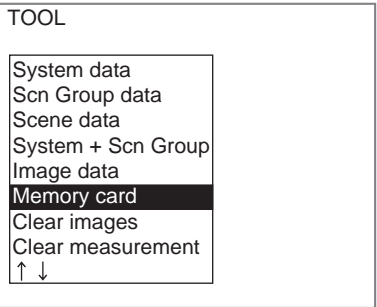 TOOL
System data
Scn Group data
Scene data
System + Scn Group
Image data
Memory card
Clear images
Clear measurement
↑ ↓